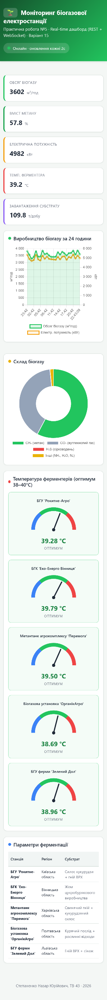 🌱 Моніторинг біогазової
електростанції
Практична робота №5 · Real-time дашборд (REST +
WebSocket) · Варіант 15
Онлайн · оновлення кожні 2с
ОБСЯГ БІОГАЗУ
3602 м³/год
ВМІСТ МЕТАНУ
57.8 %
ЕЛЕКТРИЧНА ПОТУЖНІСТЬ
4982 кВт
ТЕМП. ФЕРМЕНТЕРА
39.2 °C
ЗАВАНТАЖЕННЯ СУБСТРАТУ
109.8 т/добу
Виробництво біогазу за 24 години
4 000 6 000
3 500 5 000
3 000 4 000
2 500
2 000 3 000
1 500 2 000
1 000 1 000
500
0 0
м³/год
кВт
23:42 02:42 05:42 08:42 11:42 14:42 17:42 20:42 22:43:09
Обсяг біогазу (м³/год)
Електр. потужність (кВт)
Склад біогазу
CH₄ (метан) CO₂ (вуглекислий газ)
H₂S (сірководень)
Інші (NH₃, H₂O, N₂)
Температура ферментерів (оптимум
38–40°C)
БГУ 'Рокитне-Агро'
39.28 °C
ОПТИМУМ
БГК 'Еко-Енерго Вінниця'
39.79 °C
ОПТИМУМ
Метантанк агрокомплексу 'Перемога'
39.50 °C
ОПТИМУМ
Біогазова установка 'ОрганікАгро'
38.69 °C
ОПТИМУМ
БГУ ферми 'Зелений Дол'
38.96 °C
ОПТИМУМ
Параметри ферментації
Станція Регіон Субстрат
БГУ 'Рокитне- Київська Силос кукурудзи
Агро' область + гній ВРХ
БГК 'Еко- Вінницька Жом
Енерго область цукробурякового
Вінниця' виробництва
Метантанк Харківська Свинячий гній +
агрокомплексу область кукурудзяний
'Перемога' силос
Біогазова Полтавська Курячий послід +
установка область рослинні відходи
'ОрганікАгро'
БГУ ферми Львівська Гній ВРХ + сінаж
'Зелений Дол' область
Степаненко Назар Юрійович, ТВ-43 · 2026